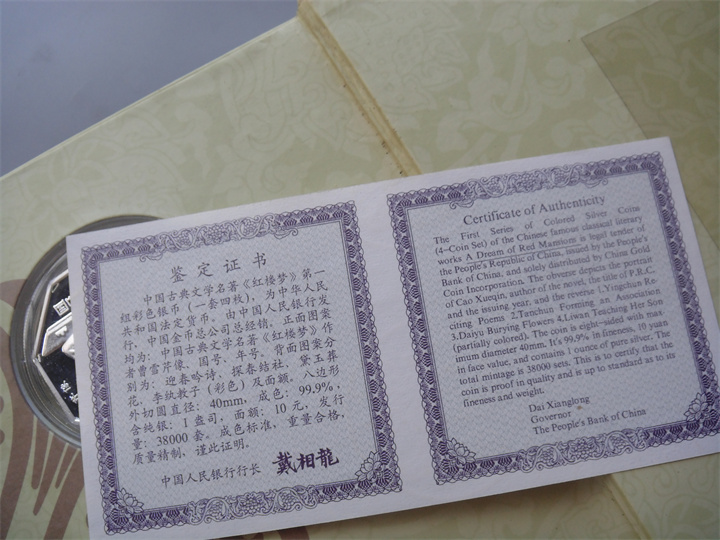 鉴定证书
中国古典文学名著《红楼梦》第一
组彩色银币（一套四枚），为中华人民
共和国法定货币。由中国人民银行发
行，中国金币总公司总经销。正面图案
均为：中国古典文学名著《红楼梦》作
者曹雪芹像、国号、年号。背面图案分
别为：迎春吟诗、探春结社、黛玉葬
花、李纨教子（彩色）及面额。八边形
外切圆直径：40mm，成色：99.9%，
含纯银：1盎司，面额：10元，发行
量：38000套。成色标准，重量合格，
质量精制，谨此证明。
中国人民银行行长 戴相龍
Certificate of Authenticity
The First Series of Colored Silver Coins
(4-Coin Set) of the Chinese famous classical literary
works A Dream of Red Mansions is legal tender of
the People's Republic of China, issued by the People's
Bank of China, and solely distributed by China Gold
Coin Incorporation. The obverse depicts the portrait
of Cao Xueqin, author of the novel, the title of P.R.C.
and the issuing year, and the reverse 1.Yingchun Re-
citing Poems 2.Tanchun Forming an Association
3.Daiyu Burying Flowers 4.Liwan Teaching Her Son
(partially colored). The coin is eight-sided with max-
imum diameter 40mm. It's 99.9% in fineness, 10 yuan
in face value, and contains 1 ounce of pure silver. The
total mintage is 38000 sets. This is to certify that the
coin is proof in quality and is up to standard as to its
fineness and weight.
Dai Xianglong
Governor
The People's Bank of China
国